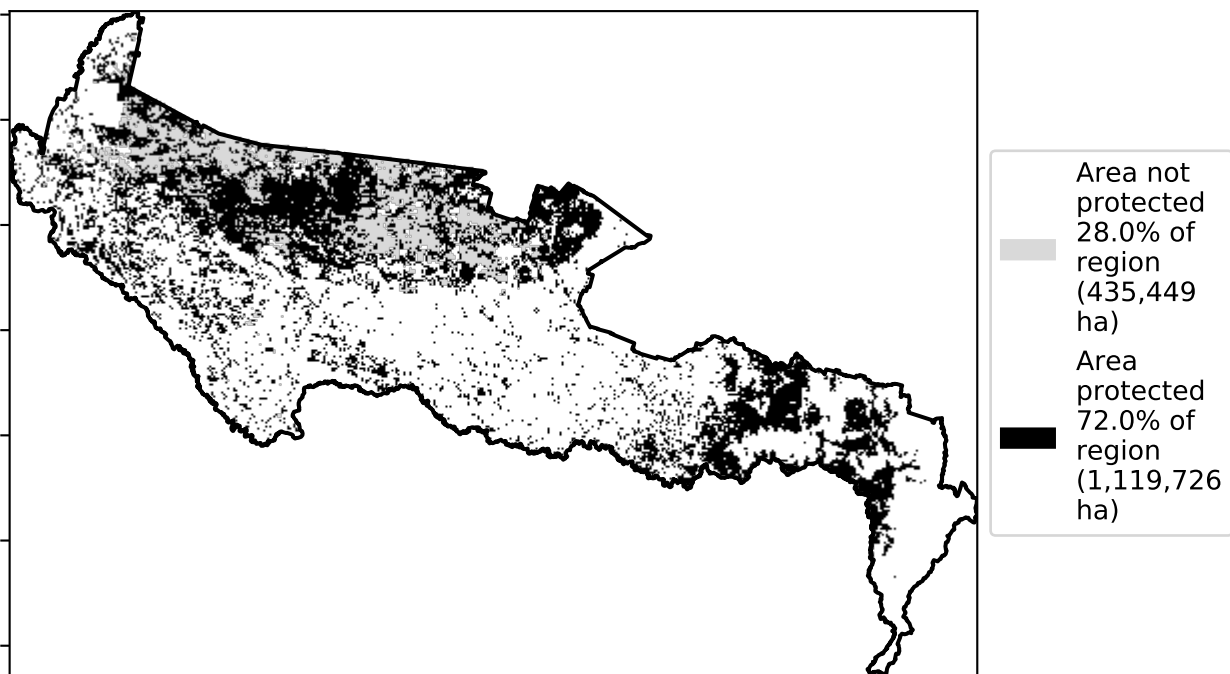 Area not
protected
28.0% of
region
(435,449
ha)
Area
protected
72.0% of
region
(1,119,726
ha)